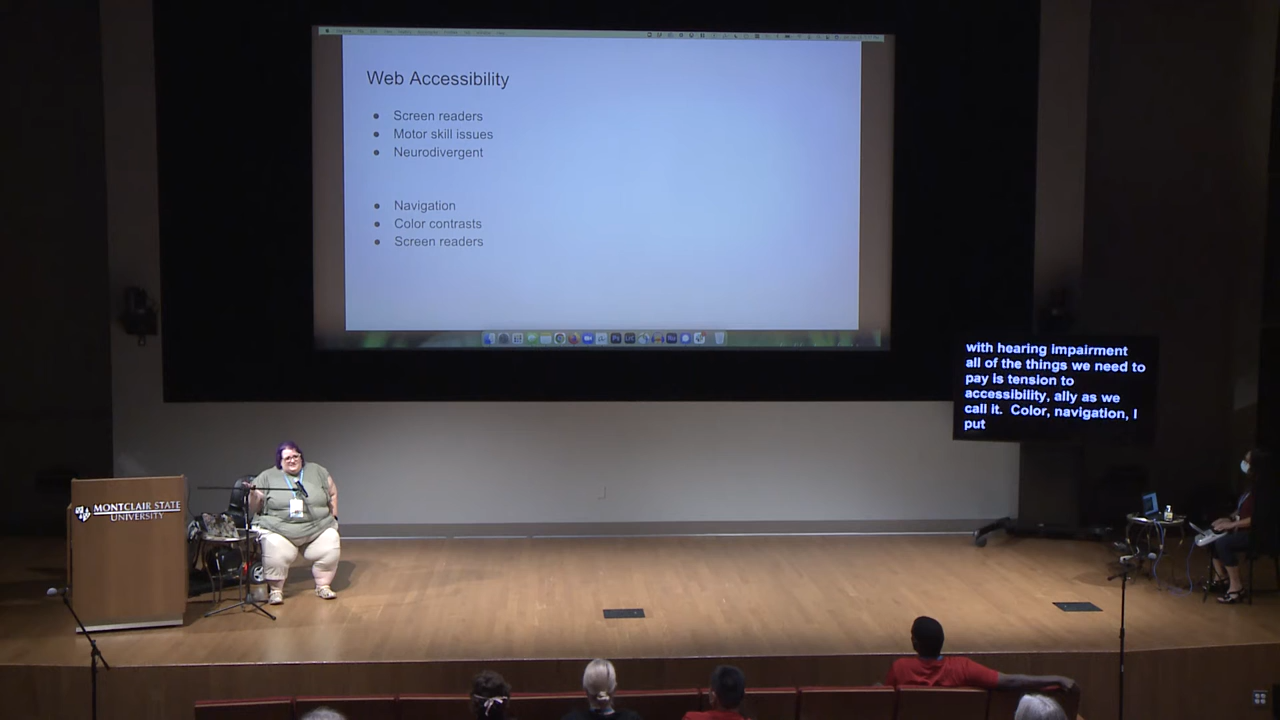 Web Accessibility
● Screen readers
● Motor skill issues
● Neurodivergent
● Navigation
● Color contrasts
● Screen readers
with hearing impairment
all of the things we need to
pay is tension to
accessibility, ally as we
call it.  Color, navigation, I
put
MONTCLAIR STATE
UNIVERSITY